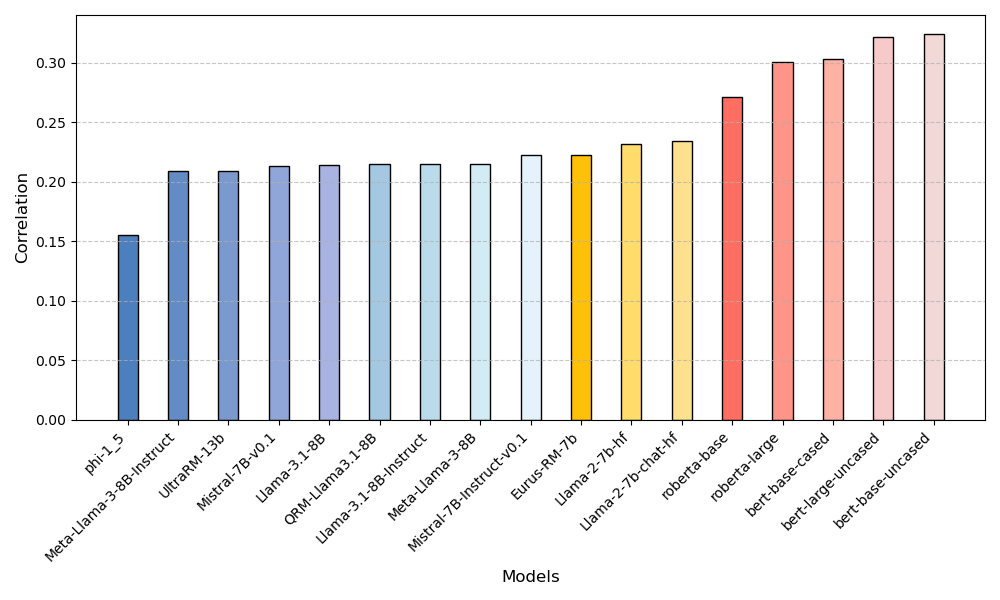 Correlation
0.30
0.25
0.20
0.15
0.10
0.05
0.00
phi-1_5
Meta-Llama-3-8B-Instruct
UltraRM-13b
Mistral-7B-v0.1
Llama-3.1-8B
QRM-Llama3.1-8B
Llama-3.1-8B-Instruct
Meta-Llama-3-8B
Mistral-7B-Instruct-v0.1
Eurus-RM-7b
Llama-2-7b-hf
Llama-2-7b-chat-hf
roberta-base
roberta-large
bert-base-cased
bert-large-uncased
bert-base-uncased
Models